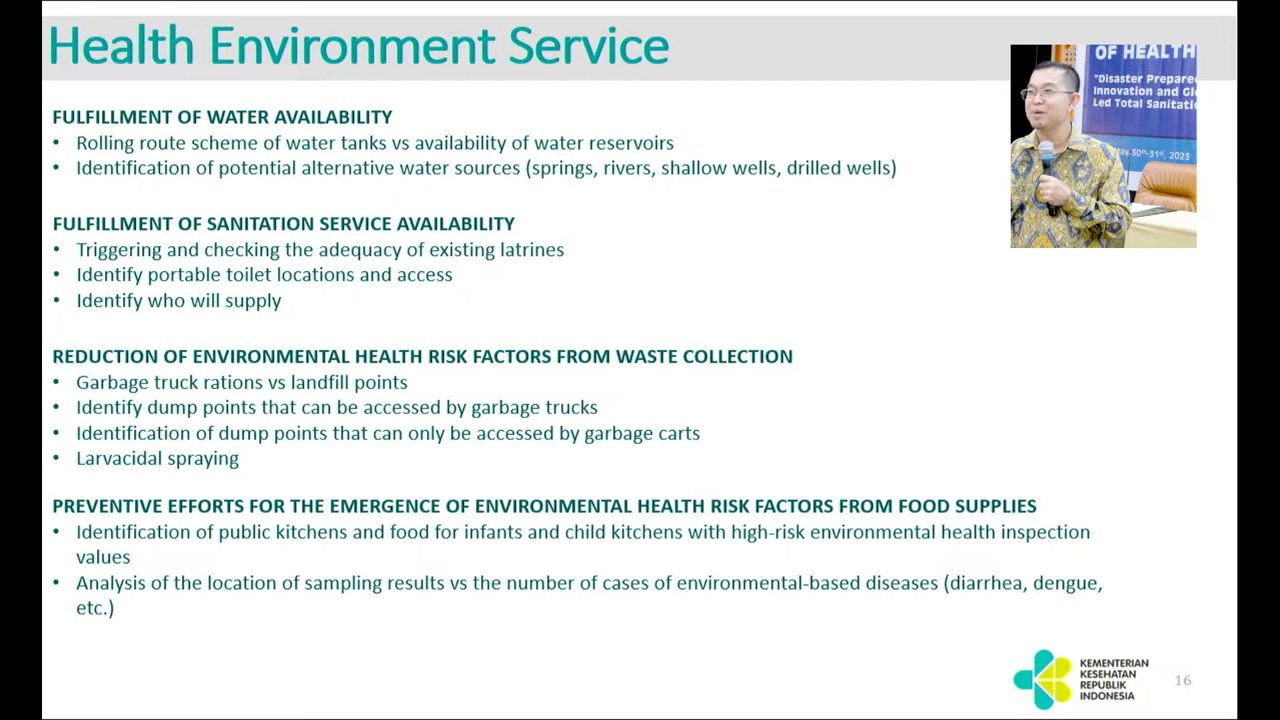 Health Environment Service
OF HEALTH
"Disaster Prepared
Innovation and Glo
Led Total Sanitatio
May 30th-31st, 2023
FULFILLMENT OF WATER AVAILABILITY
• Rolling route scheme of water tanks vs availability of water reservoirs
• Identification of potential alternative water sources (springs, rivers, shallow wells, drilled wells)
FULFILLMENT OF SANITATION SERVICE AVAILABILITY
• Triggering and checking the adequacy of existing latrines
• Identify portable toilet locations and access
• Identify who will supply
REDUCTION OF ENVIRONMENTAL HEALTH RISK FACTORS FROM WASTE COLLECTION
• Garbage truck rations vs landfill points
• Identify dump points that can be accessed by garbage trucks
• Identification of dump points that can only be accessed by garbage carts
• Larvacidal spraying
PREVENTIVE EFFORTS FOR THE EMERGENCE OF ENVIRONMENTAL HEALTH RISK FACTORS FROM FOOD SUPPLIES
• Identification of public kitchens and food for infants and child kitchens with high-risk environmental health inspection
values
• Analysis of the location of sampling results vs the number of cases of environmental-based diseases (diarrhea, dengue,
etc.)
KEMENTERIAN
KESEHATAN
REPUBLIK
INDONESIA
16